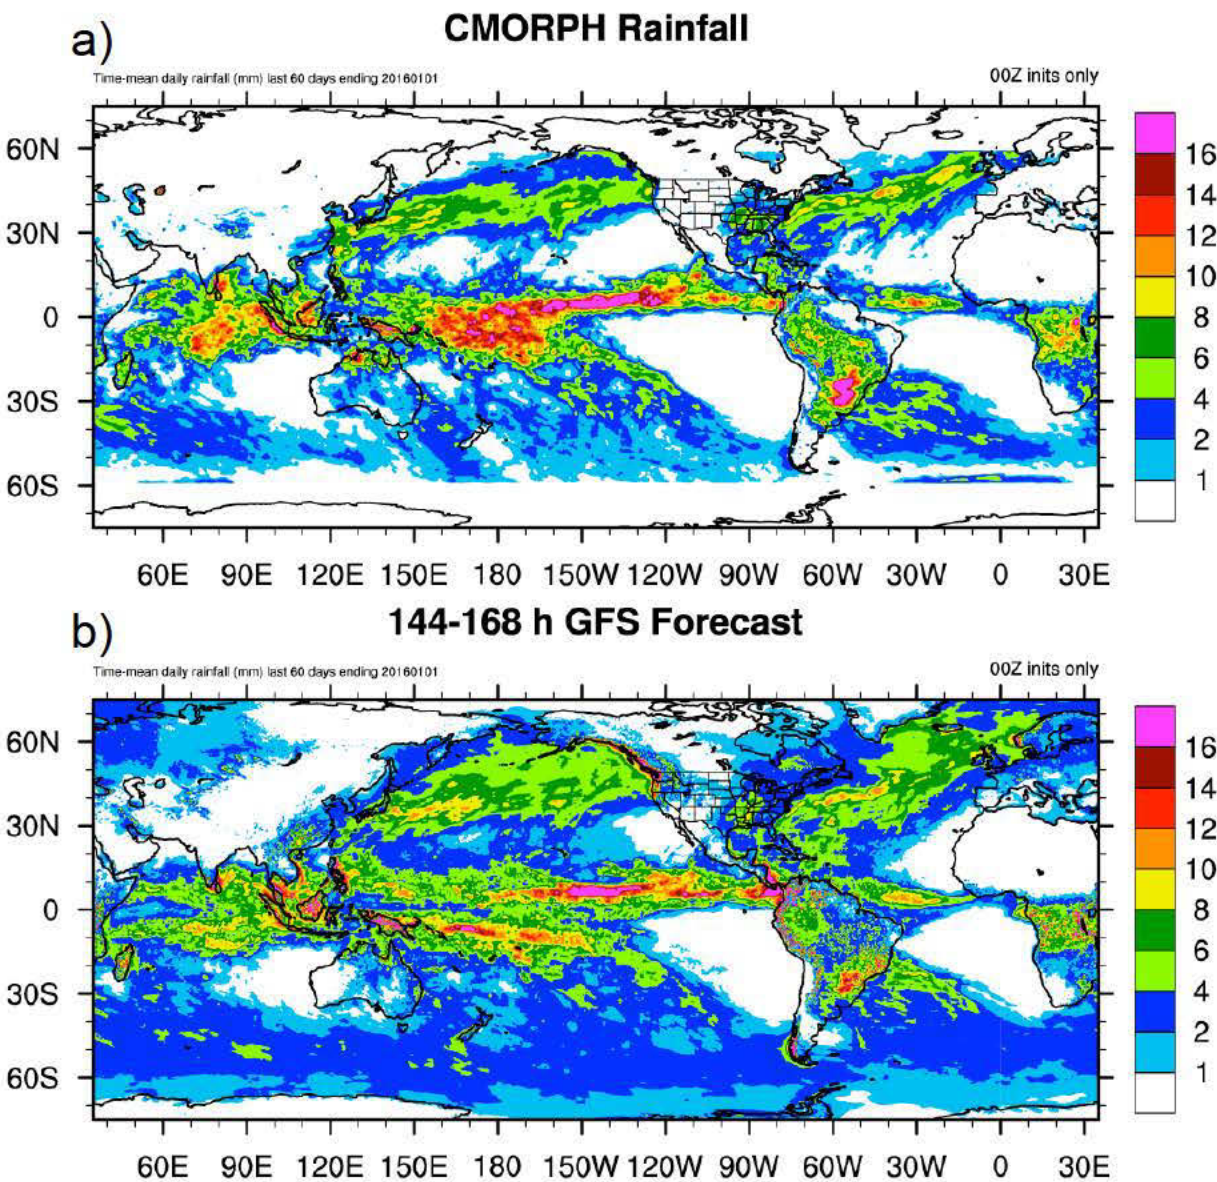 a)
CMORPH Rainfall
Time-mean daily rainfall (mm) last 60 days ending 20160101
00Z inits only
60N
30N
0
30S
60S
16
14
12
10
8
6
4
2
1
60E 90E 120E 150E 180 150W 120W 90W 60W 30W 0 30E
b)
144-168 h GFS Forecast
Time-mean daily rainfall (mm) last 60 days ending 20160101
00Z inits only
60N
30N
0
30S
60S
16
14
12
10
8
6
4
2
1
60E 90E 120E 150E 180 150W 120W 90W 60W 30W 0 30E